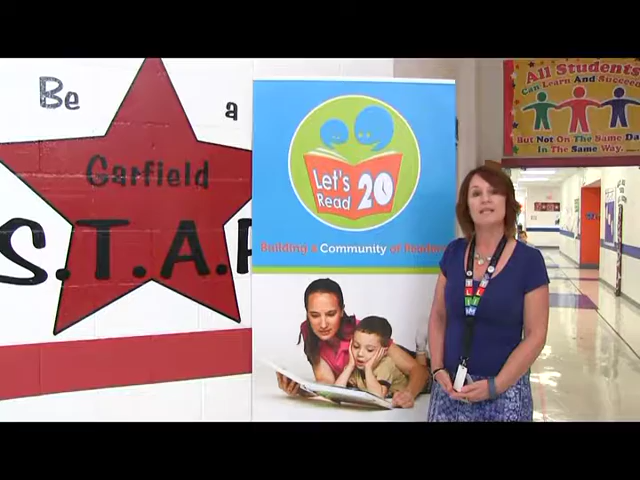 Be a
Garfield
S.T.A.R
Let's
Read 20
Building a Community of Readers
All Students
Can Learn And Succeed
But Not On The Same Day
In The Same Way.